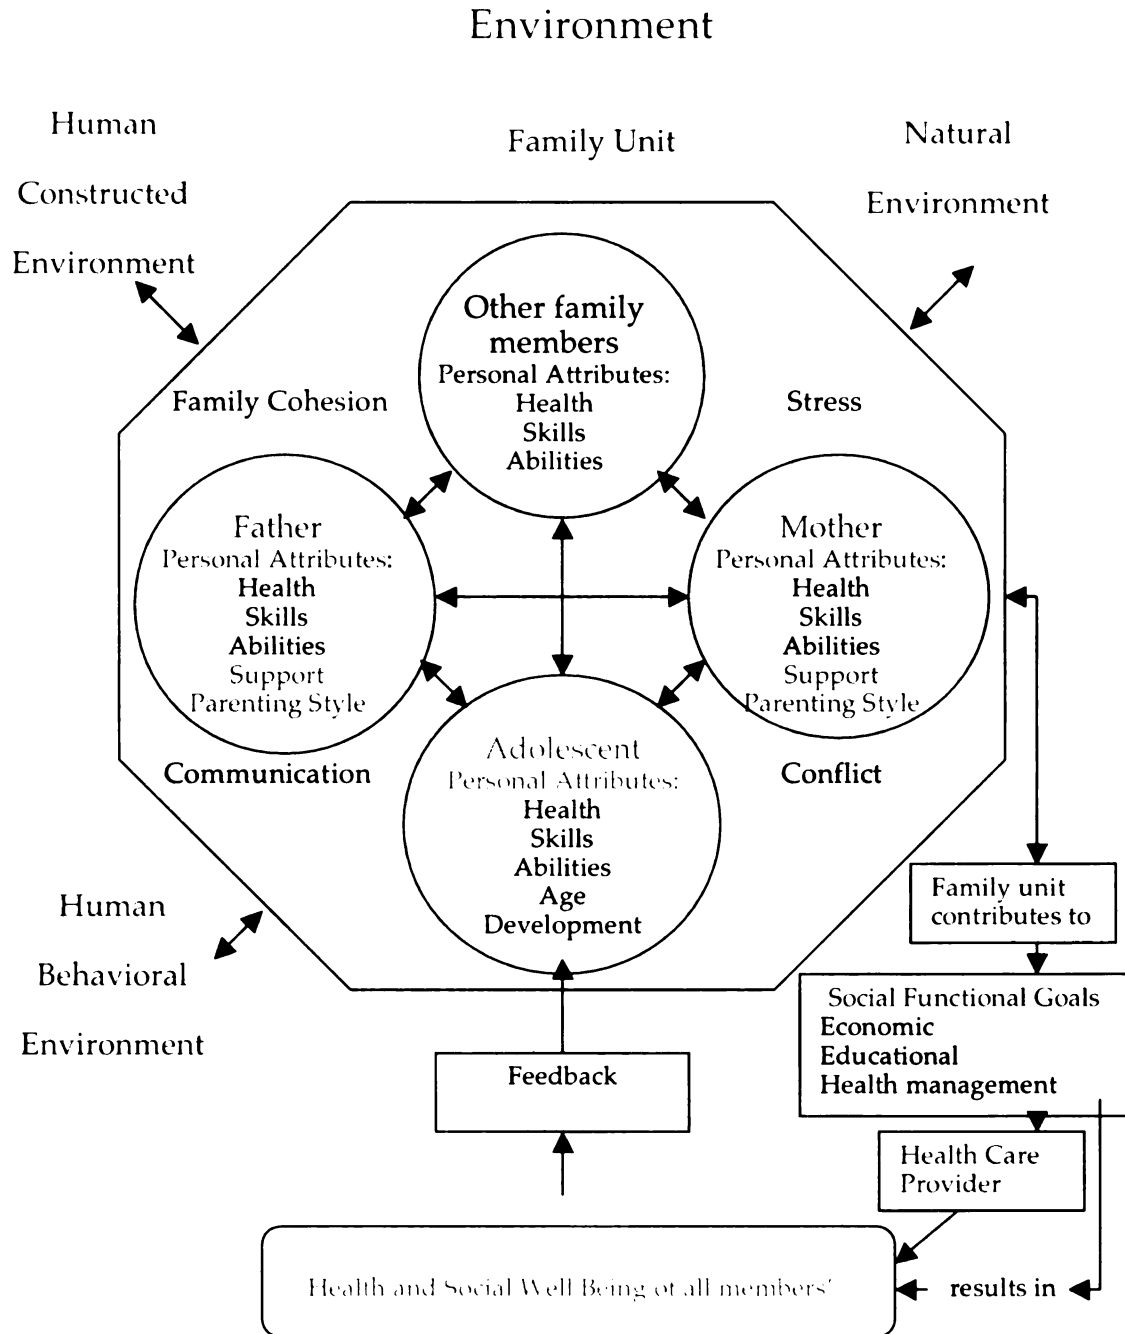 Environment
Human
Constructed
Environment
Family Unit
Natural
Environment
Other family
members
Personal Attributes:
Health
Skills
Abilities
Family Cohesion
Stress
Father
Personal Attributes:
Health
Skills
Abilities
Support
Parenting Style
Mother
Personal Attributes:
Health
Skills
Abilities
Support
Parenting Style
Communication
Conflict
Adolescent
Personal Attributes:
Health
Skills
Abilities
Age
Development
Human
Behavioral
Environment
Family unit
contributes to
Social Functional Goals
Economic
Educational
Health management
Feedback
Health Care
Provider
Health and Social Well Being of all members'
results in